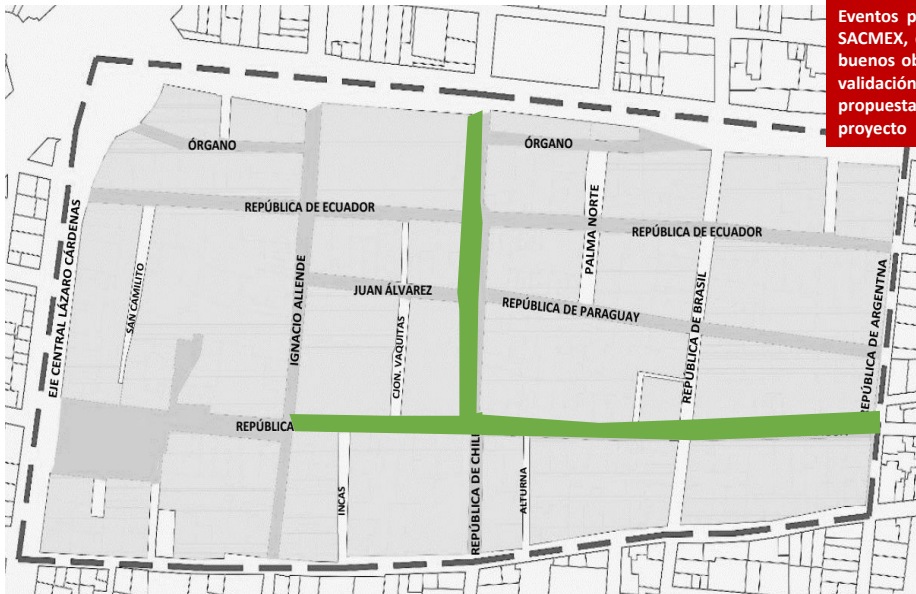 Eventos p
SACMEX,
buenos ob
validación
propuesta
proyecto
ÓRGANO
ÓRGANO
REPÚBLICA DE ECUADOR
REPÚBLICA DE ECUADOR
EJE CENTRAL LÁZARO CÁRDENAS
SAN CAMILITO
IGNACIO ALLENDE
JUAN ÁLVAREZ
CJON. VAQUITAS
PALMA NORTE
REPÚBLICA DE PARAGUAY
REPÚBLICA DE BRASIL
REPÚBLICA DE ARGENTNA
REPÚBLICA
INCAS
REPÚBLICA DE CHIL
ALTURNA